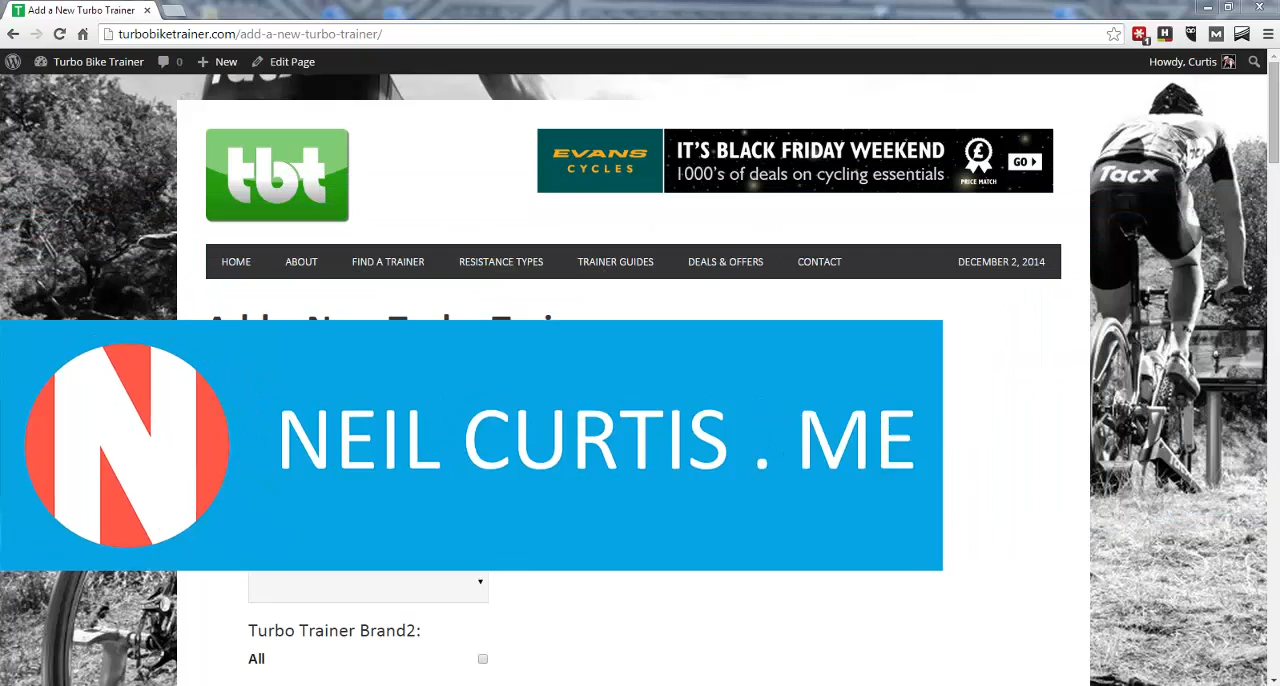 Add a New Turbo Trainer
turbobiketrainer.com/add-a-new-turbo-trainer/
Turbo Bike Trainer 0 New Edit Page Howdy, Curtis
tbt
EVANS CYCLES
IT'S BLACK FRIDAY WEEKEND
1000's of deals on cycling essentials
£
PRICE MATCH
GO
Tacx
HOME ABOUT FIND A TRAINER RESISTANCE TYPES TRAINER GUIDES DEALS & OFFERS CONTACT DECEMBER 2, 2014
N NEIL CURTIS . ME
Turbo Trainer Brand2:
All